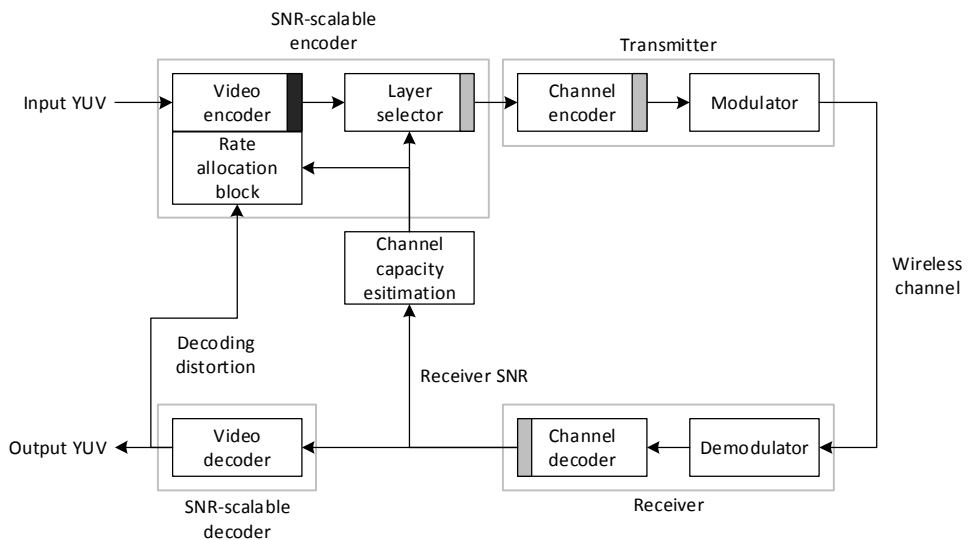 SNR-scalable
encoder
Transmitter
Input YUV
Video
encoder
Layer
selector
Channel
encoder
Modulator
Rate
allocation
block
Channel
capacity
esitimation
Wireless
channel
Decoding
distortion
Receiver SNR
Output YUV
Video
decoder
Channel
decoder
Demodulator
SNR-scalable
decoder
Receiver